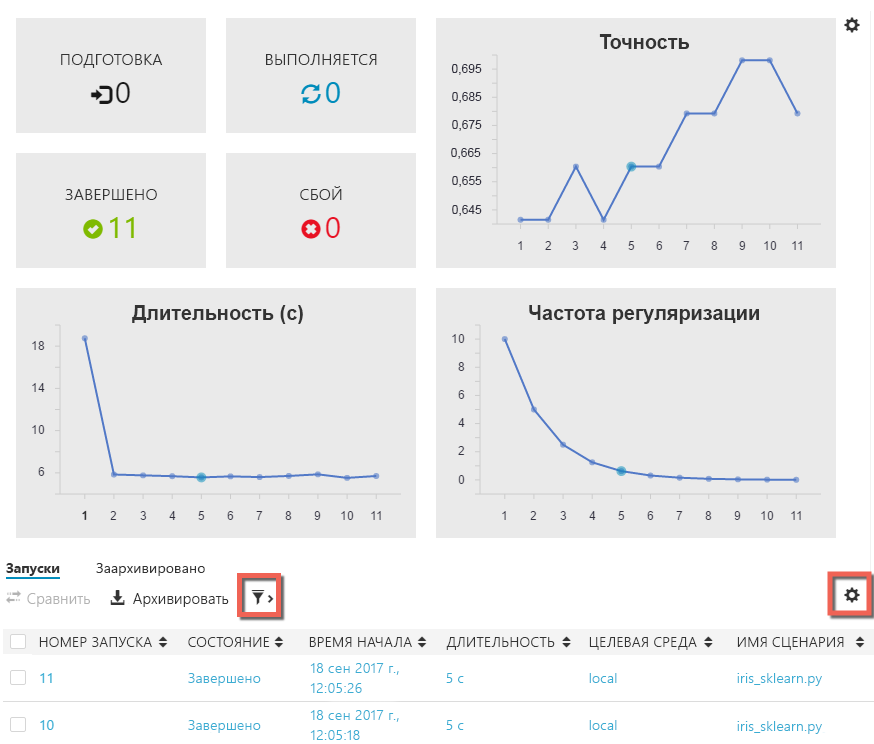 ПОДГОТОВКА
0
ВЫПОЛНЯЕТСЯ
0
ЗАВЕРШЕНО
11
СБОЙ
0
Точность
0,695
0,685
0,675
0,665
0,655
0,645
1 2 3 4 5 6 7 8 9 10 11
Длительность (с)
18
14
10
6
1 2 3 4 5 6 7 8 9 10 11
Частота регуляризации
10
8
6
4
2
0
1 2 3 4 5 6 7 8 9 10 11
Запуски Заархивировано
Сравнить Архивировать
НОМЕР ЗАПУСКА СОСТОЯНИЕ ВРЕМЯ НАЧАЛА ДЛИТЕЛЬНОСТЬ ЦЕЛЕВАЯ СРЕДА ИМЯ СЦЕНАРИЯ
11 Завершено 18 сен 2017 г., 5 с local iris_sklearn.py
12:05:26
10 Завершено 18 сен 2017 г., 5 с local iris_sklearn.py
12:05:18